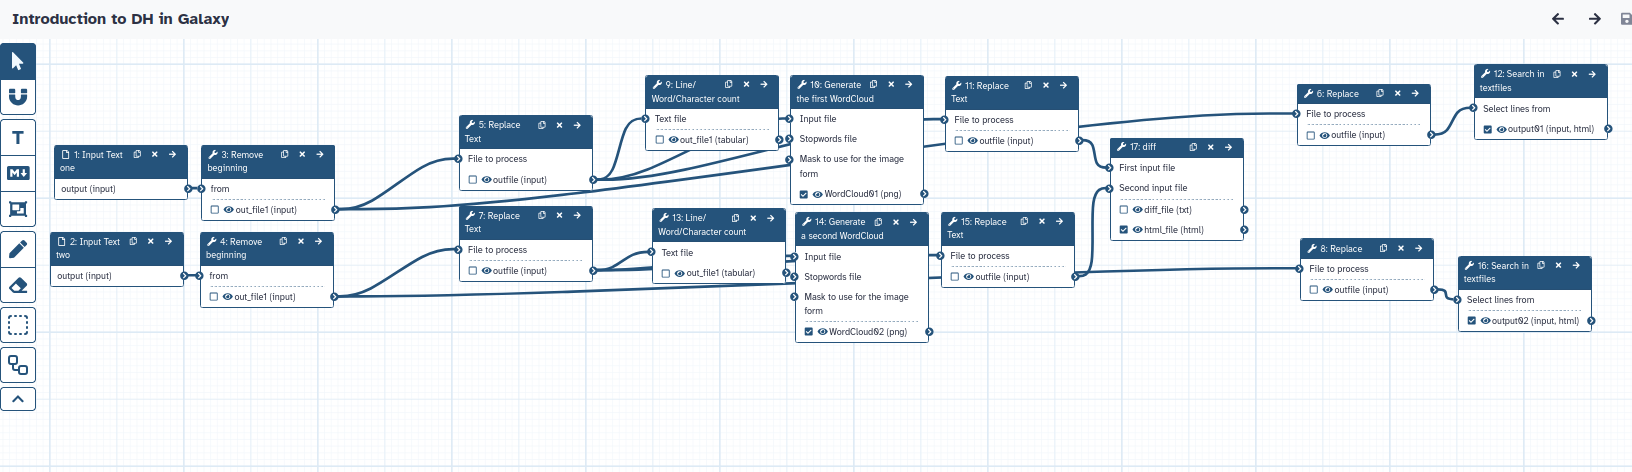 Introduction to DH in Galaxy
T
M
1: Input Text
one
output (input)
2: Input Text
two
output (input)
3: Remove
beginning
from
out_file1 (input)
4: Remove
beginning
from
out_file1 (input)
5: Replace
Text
File to process
outfile (input)
7: Replace
Text
File to process
outfile (input)
9: Line/
Word/Character count
Text file
out_file1 (tabular)
13: Line/
Word/Character count
Text file
out_file1 (tabular)
10: Generate
the first WordCloud
Input file
Stopwords file
Mask to use for the image
form
WordCloud01 (png)
14: Generate
a second WordCloud
Input file
Stopwords file
Mask to use for the image
form
WordCloud02 (png)
11: Replace
Text
File to process
outfile (input)
15: Replace
Text
File to process
outfile (input)
17: diff
First input file
Second input file
diff_file (txt)
html_file (html)
6: Replace
File to process
outfile (input)
8: Replace
File to process
outfile (input)
12: Search in
textfiles
Select lines from
output01 (input, html)
16: Search in
textfiles
Select lines from
output02 (input, html)